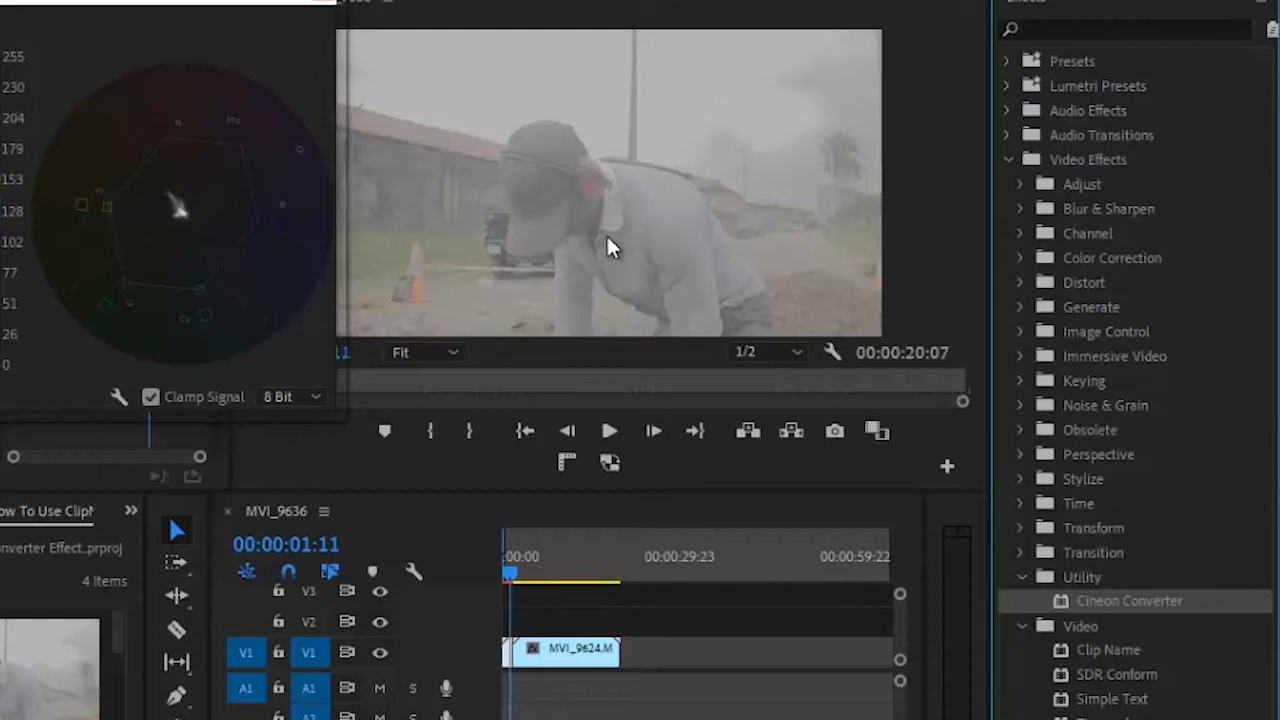 255
230
204
179
153
128
102
77
51
26
0
Clamp Signal
8 Bit
Fit
1/2
00:00:20:07
ow To Use Clip
nverter Effect..prproj
4 Items
MVI_9636
00:00:01:11
:00:00
00:00:29:23
00:00:59:22
V3
V2
V1
V1
MVI_9624.M
A1
A1
M
S
Presets
Lumetri Presets
Audio Effects
Audio Transitions
Video Effects
Adjust
Blur & Sharpen
Channel
Color Correction
Distort
Generate
Image Control
Immersive Video
Keying
Noise & Grain
Obsolete
Perspective
Stylize
Time
Transform
Transition
Utility
Cineon Converter
Video
Clip Name
SDR Conform
Simple Text